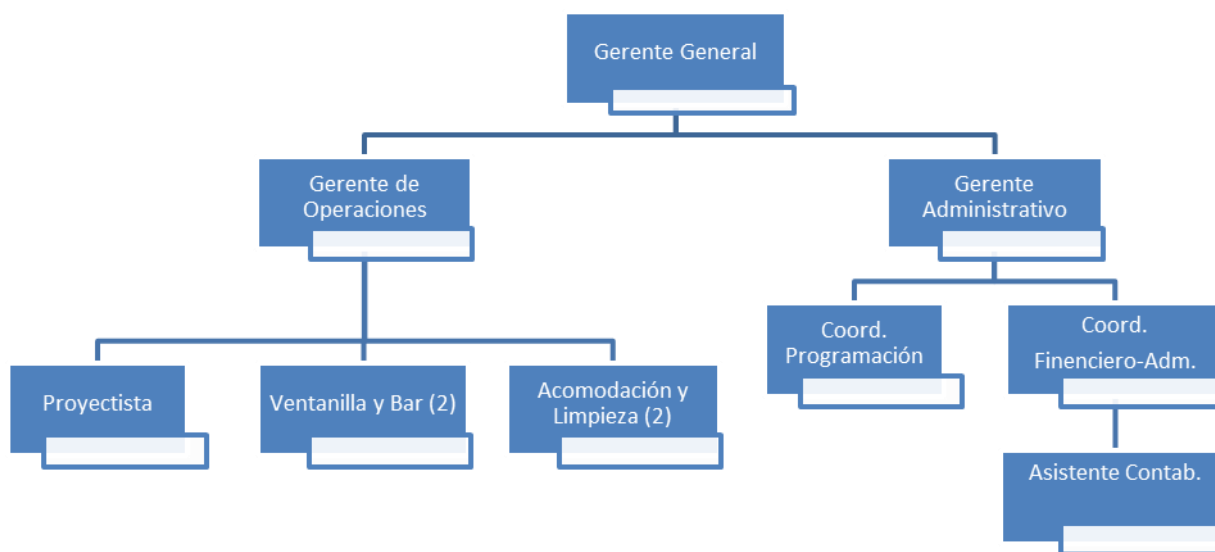 Gerente General
Gerente de
Operaciones
Gerente
Administrativo
Coord.
Programación
Coord.
Finenciero-Adm.
Proyectista
Ventanilla y Bar (2)
Acomodación y
Limpieza (2)
Asistente Contab.